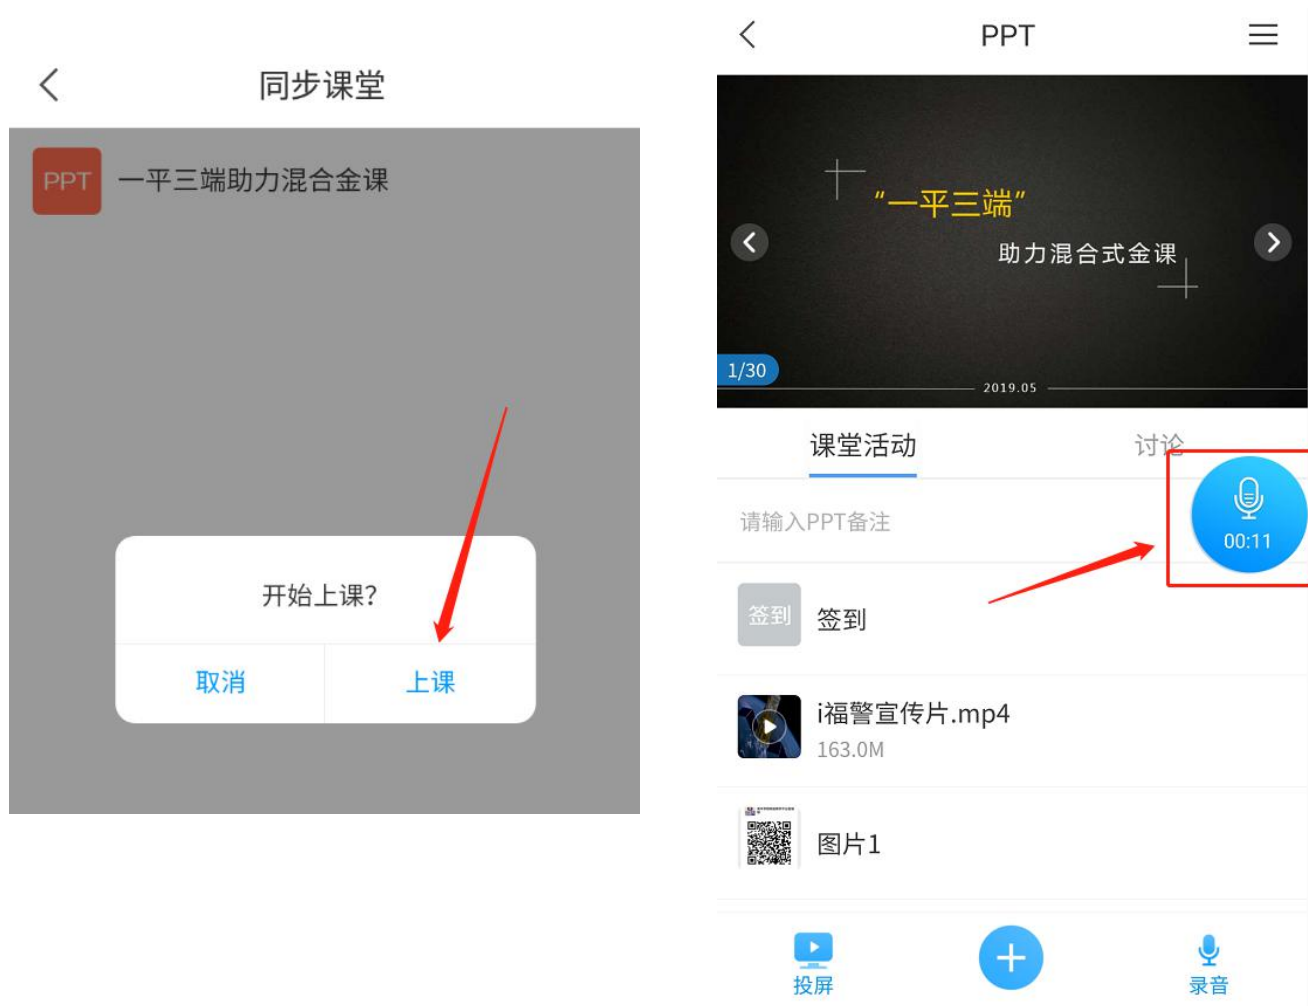 同步课堂
PPT 一平三端助力混合金课
开始上课?
取消 上课
PPT
“一平三端”
助力混合式金课
1/30
2019.05
课堂活动 讨论
请输入PPT备注
00:11
签到 签到
i福警宣传片.mp4
163.0M
图片1
投屏 录音